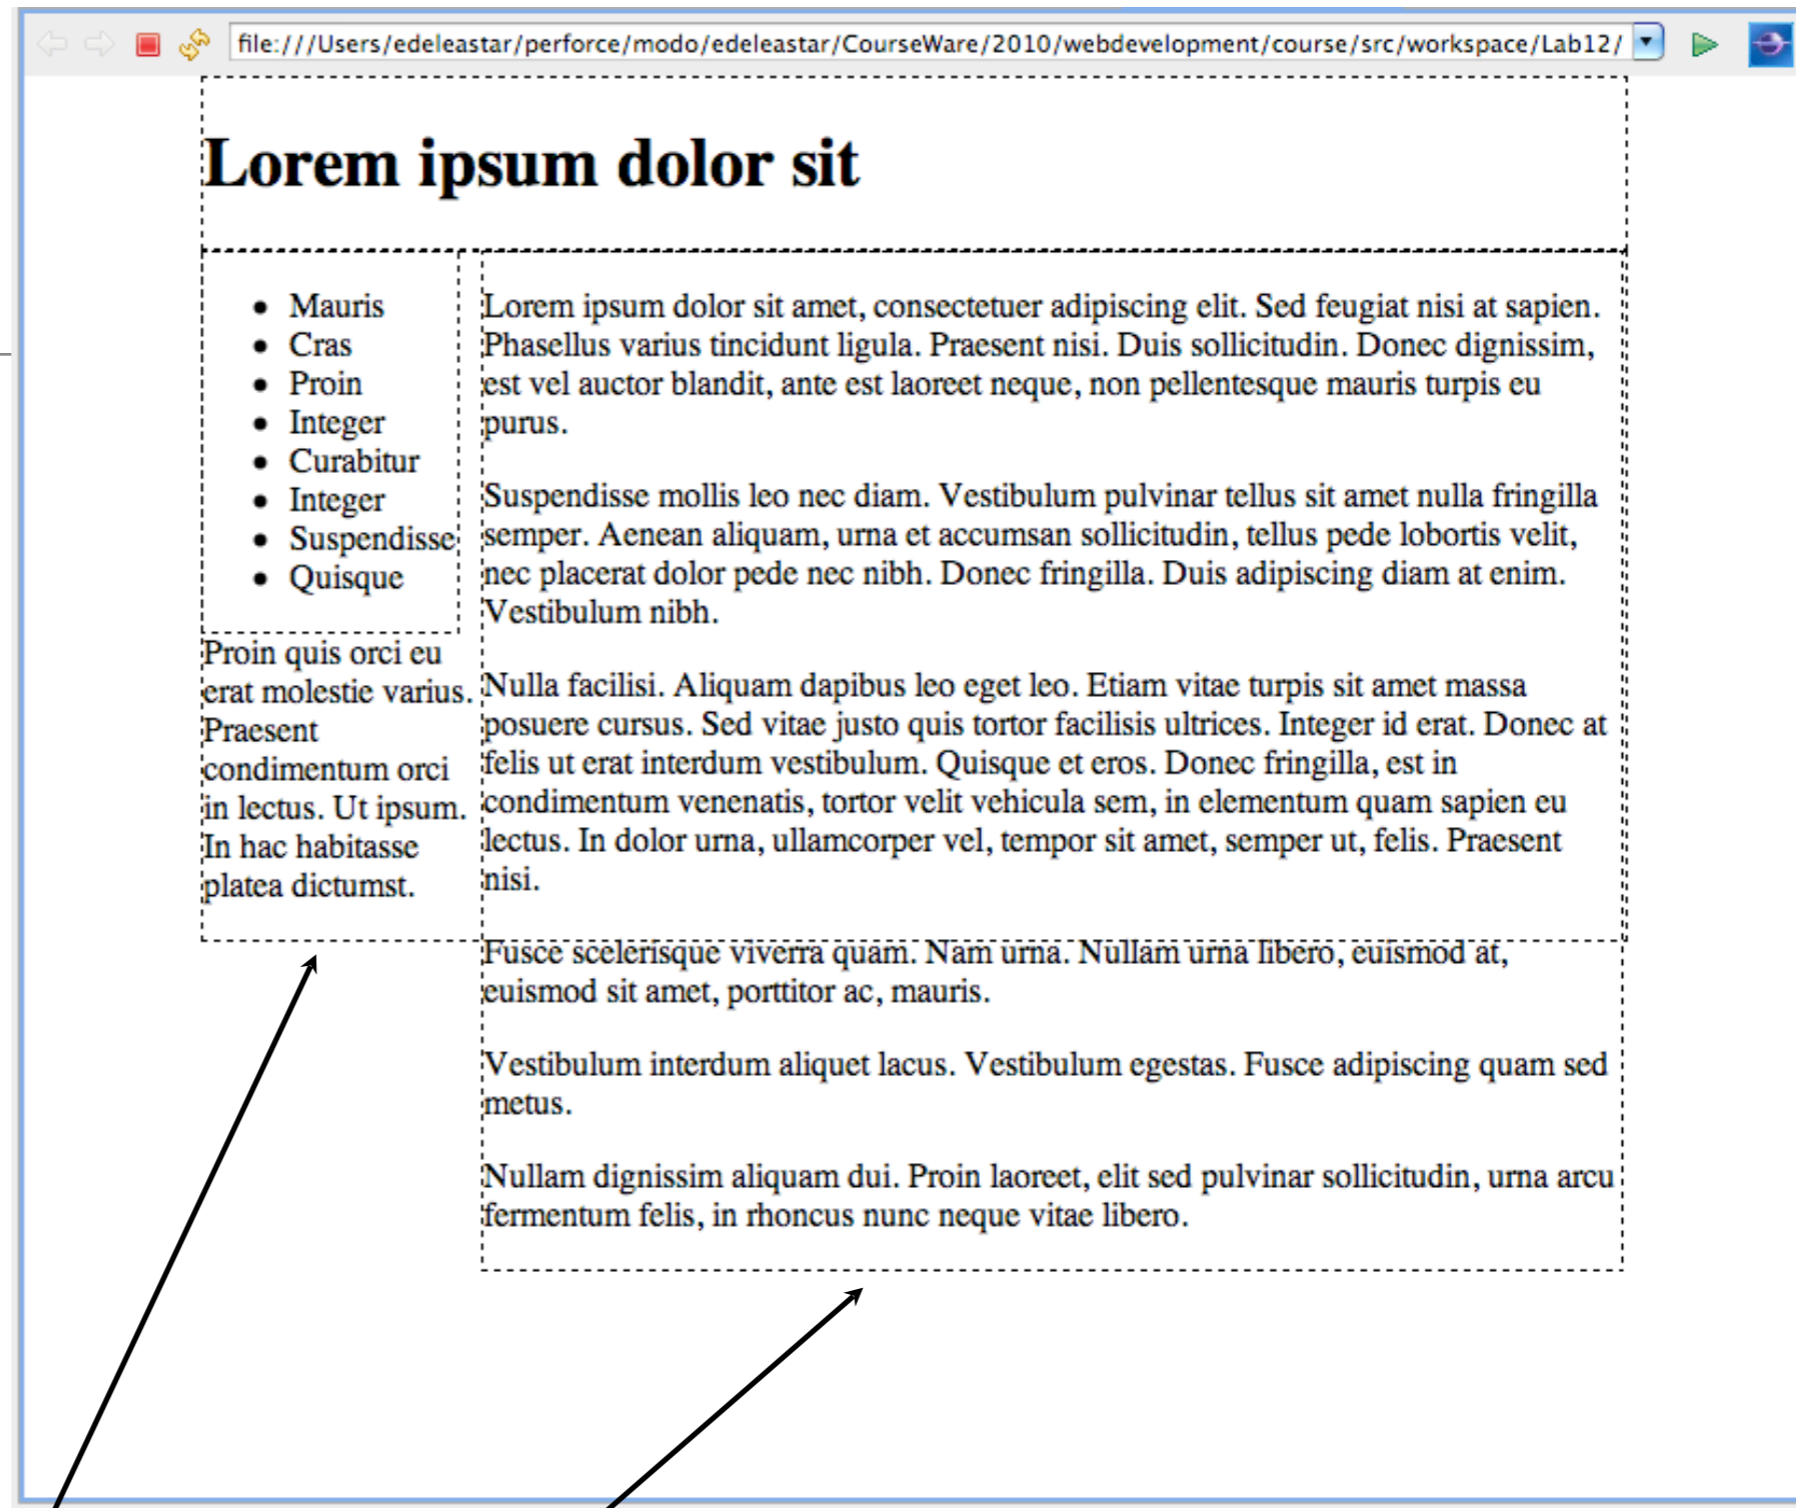 file:///Users/edeleastar/perforce/modo/edeleastar/CourseWare/2010/webdevelopment/course/src/workspace/Lab12/
Lorem ipsum dolor sit
Mauris
Cras
Proin
Integer
Curabitur
Integer
Suspendisse
Quisque
Proin quis orci eu
erat molestie varius.
Praesent
condimentum orci
in lectus. Ut ipsum.
In hac habitasse
platea dictumst.
Lorem ipsum dolor sit amet, consectetuer adipiscing elit. Sed feugiat nisi at sapien.
Phasellus varius tincidunt ligula. Praesent nisi. Duis sollicitudin. Donec dignissim,
est vel auctor blandit, ante est laoreet neque, non pellentesque mauris turpis eu
purus.
Suspendisse mollis leo nec diam. Vestibulum pulvinar tellus sit amet nulla fringilla
semper. Aenean aliquam, urna et accumsan sollicitudin, tellus pede lobortis velit,
nec placerat dolor pede nec nibh. Donec fringilla. Duis adipiscing diam at enim.
Vestibulum nibh.
Nulla facilisi. Aliquam dapibus leo eget leo. Etiam vitae turpis sit amet massa
posuere cursus. Sed vitae justo quis tortor facilisis ultrices. Integer id erat. Donec at
felis ut erat interdum vestibulum. Quisque et eros. Donec fringilla, est in
condimentum venenatis, tortor velit vehicula sem, in elementum quam sapien eu
lectus. In dolor urna, ullamcorper vel, tempor sit amet, semper ut, felis. Praesent
nisi.
Fusce scelerisque viverra quam. Nam urna. Nullam urna libero, euismod at,
euismod sit amet, porttitor ac, mauris.
Vestibulum interdum aliquet lacus. Vestibulum egestas. Fusce adipiscing quam sed
metus.
Nullam dignissim aliquam dui. Proin laoreet, elit sed pulvinar sollicitudin, urna arcu
fermentum felis, in rhoncus nunc neque vitae libero.